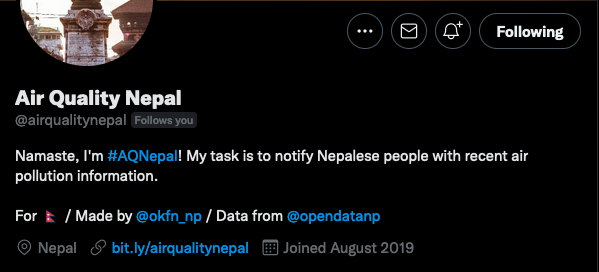 Following
Air Quality Nepal
@airqualitynepal Follows you
Namaste, I'm #AQNepal! My task is to notify Nepalese people with recent air
pollution information.
For 🇳🇵 / Made by @okfn_np / Data from @opendatanp
Nepal bit.ly/airqualitynepal Joined August 2019